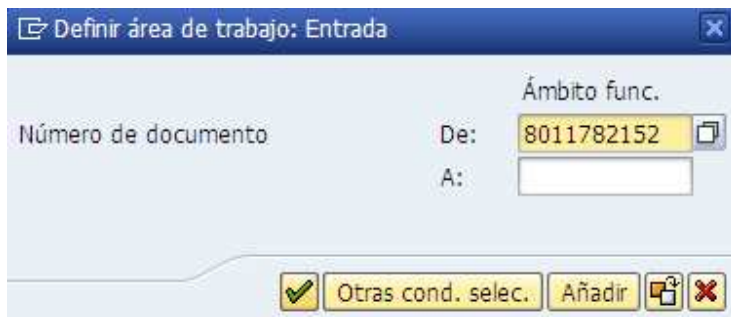 Definir área de trabajo: Entrada
Ámbito func.
Número de documento De: 8011782152
A:
Otras cond. selec. Añadir